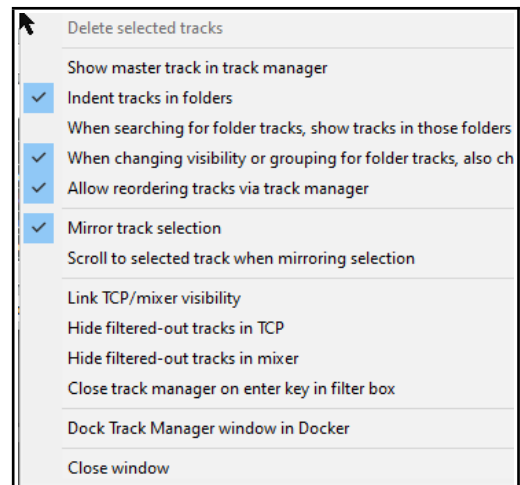 Delete selected tracks
Show master track in track manager
Indent tracks in folders
When searching for folder tracks, show tracks in those folders
When changing visibility or grouping for folder tracks, also ch
Allow reordering tracks via track manager
Mirror track selection
Scroll to selected track when mirroring selection
Link TCP/mixer visibility
Hide filtered-out tracks in TCP
Hide filtered-out tracks in mixer
Close track manager on enter key in filter box
Dock Track Manager window in Docker
Close window